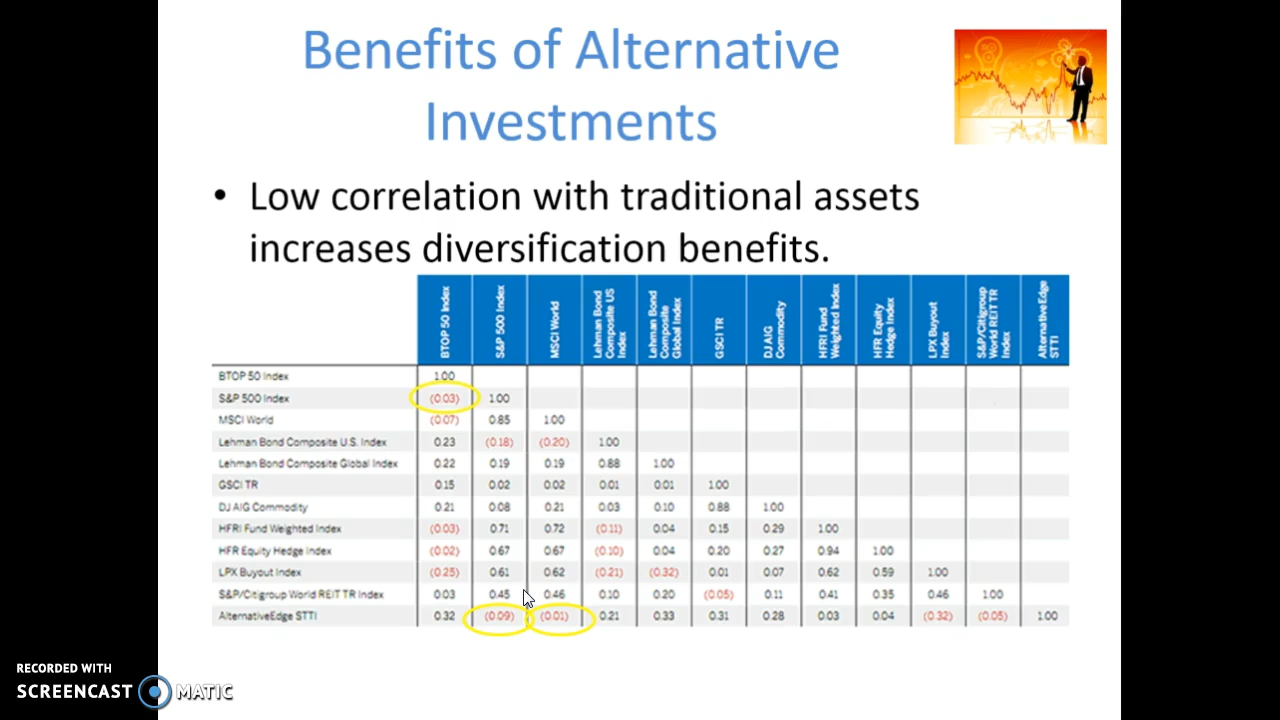 Benefits of Alternative
Investments
• Low correlation with traditional assets
increases diversification benefits.
BTOP 50 Index
S&P 500 Index
MSCI World
Lehman Bond
Composite US
Index
Lehman Bond
Composite
Global Index
GSCI TR
DJ AIG
Commodity
HFRI Fund
Weighted Index
HFR Equity
Hedge Index
LPX Buyout
Index
S&P/Citigroup
World REIT TR
Index
AlternativeEdge
STTI
BTOP 50 Index 1.00
S&P 500 Index (0.03) 1.00
MSCI World (0.07) 0.85 1.00
Lehman Bond Composite U.S. Index 0.23 (0.18) (0.20) 1.00
Lehman Bond Composite Global Index 0.22 0.19 0.19 0.88 1.00
GSCI TR 0.15 0.02 0.02 0.01 0.01 1.00
DJ AIG Commodity 0.21 0.08 0.21 0.03 0.10 0.88 1.00
HFRI Fund Weighted Index (0.03) 0.71 0.72 (0.11) 0.04 0.15 0.29 1.00
HFR Equity Hedge Index (0.02) 0.67 0.67 (0.10) 0.04 0.20 0.27 0.94 1.00
LPX Buyout Index (0.25) 0.61 0.62 (0.21) (0.32) 0.01 0.07 0.62 0.59 1.00
S&P/Citigroup World REIT TR Index 0.03 0.45 0.46 0.10 0.20 (0.05) 0.11 0.41 0.35 0.46 1.00
AlternativeEdge STTI 0.32 (0.09) (0.01) 0.21 0.33 0.31 0.28 0.03 0.04 (0.32) (0.05) 1.00
RECORDED WITH
SCREENCAST MATIC